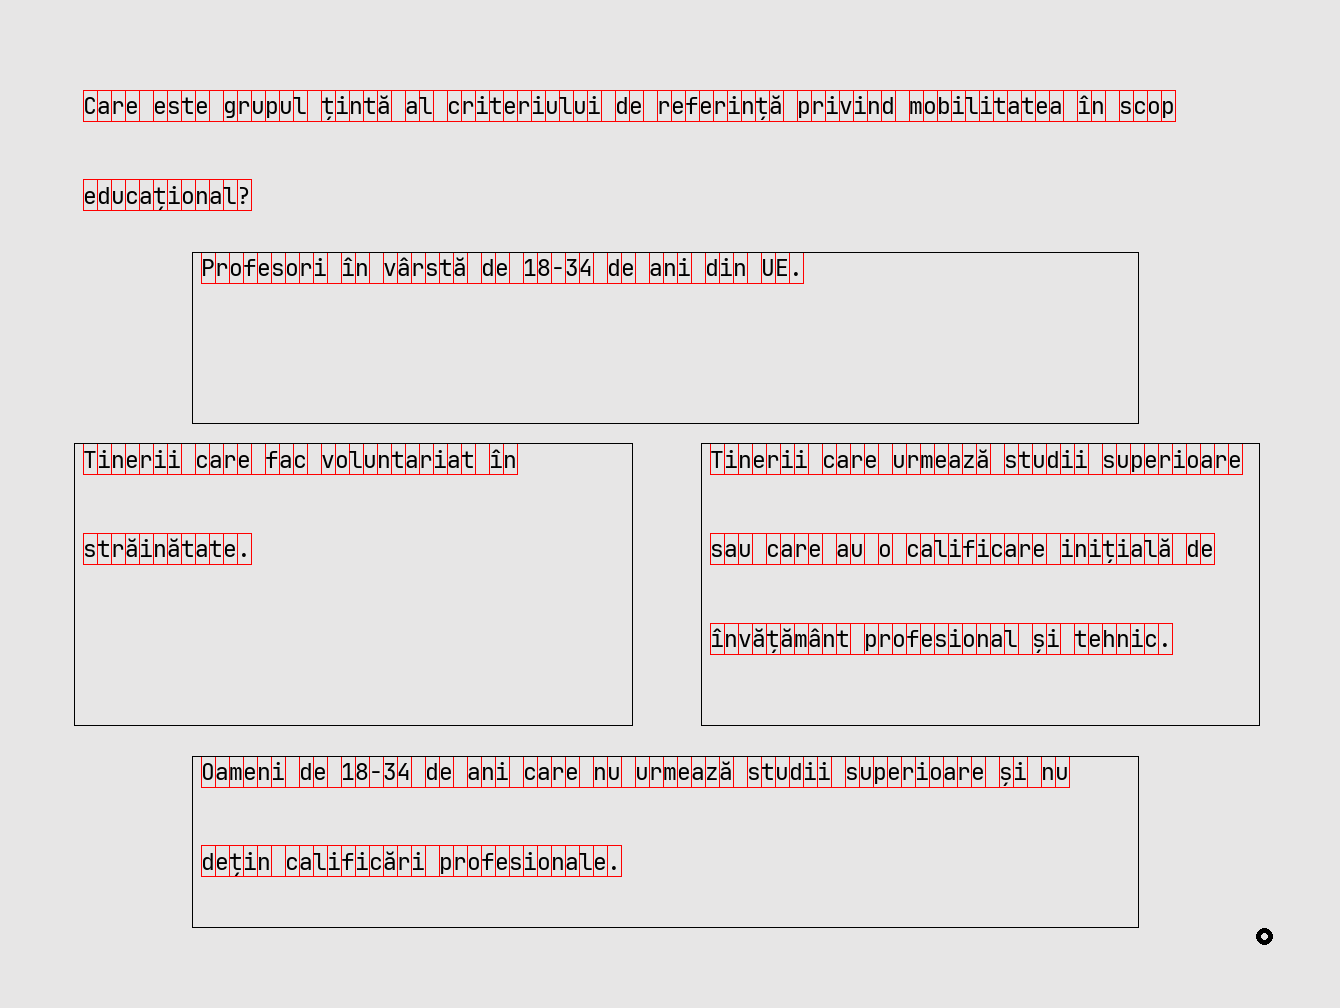 Care este grupul țintă al criteriului de referință privind mobilitatea în scop
educațional?
Profesori în vârstă de 18-34 de ani din UE.
Tinerii care fac voluntariat în
străinătate.
Tinerii care urmează studii superioare
sau care au o calificare inițială de
învățământ profesional și tehnic.
Oameni de 18-34 de ani care nu urmează studii superioare și nu
dețin calificări profesionale.